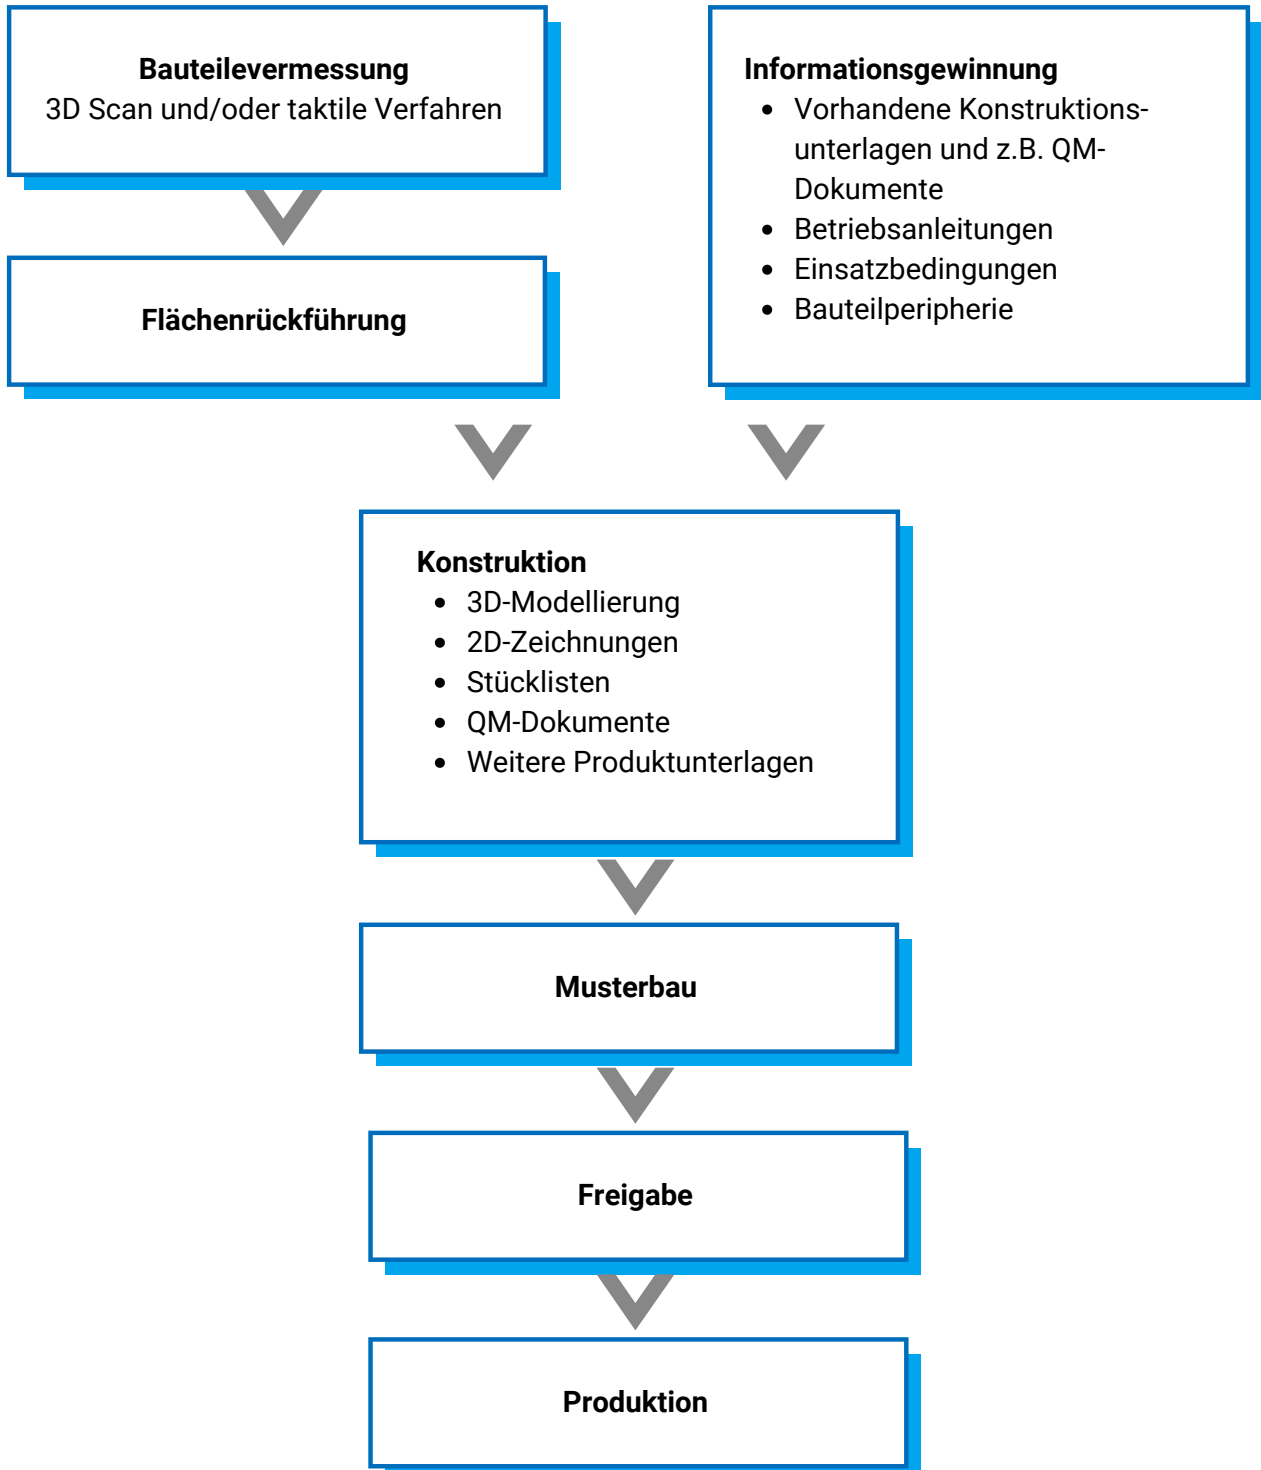 Bauteilevermessung
3D Scan und/oder taktile Verfahren
Flächenrückführung
Informationsgewinnung
• Vorhandene Konstruktions-
unterlagen und z.B. QM-
Dokumente
• Betriebsanleitungen
• Einsatzbedingungen
• Bauteilperipherie
Konstruktion
• 3D-Modellierung
• 2D-Zeichnungen
• Stücklisten
• QM-Dokumente
• Weitere Produktunterlagen
Musterbau
Freigabe
Produktion